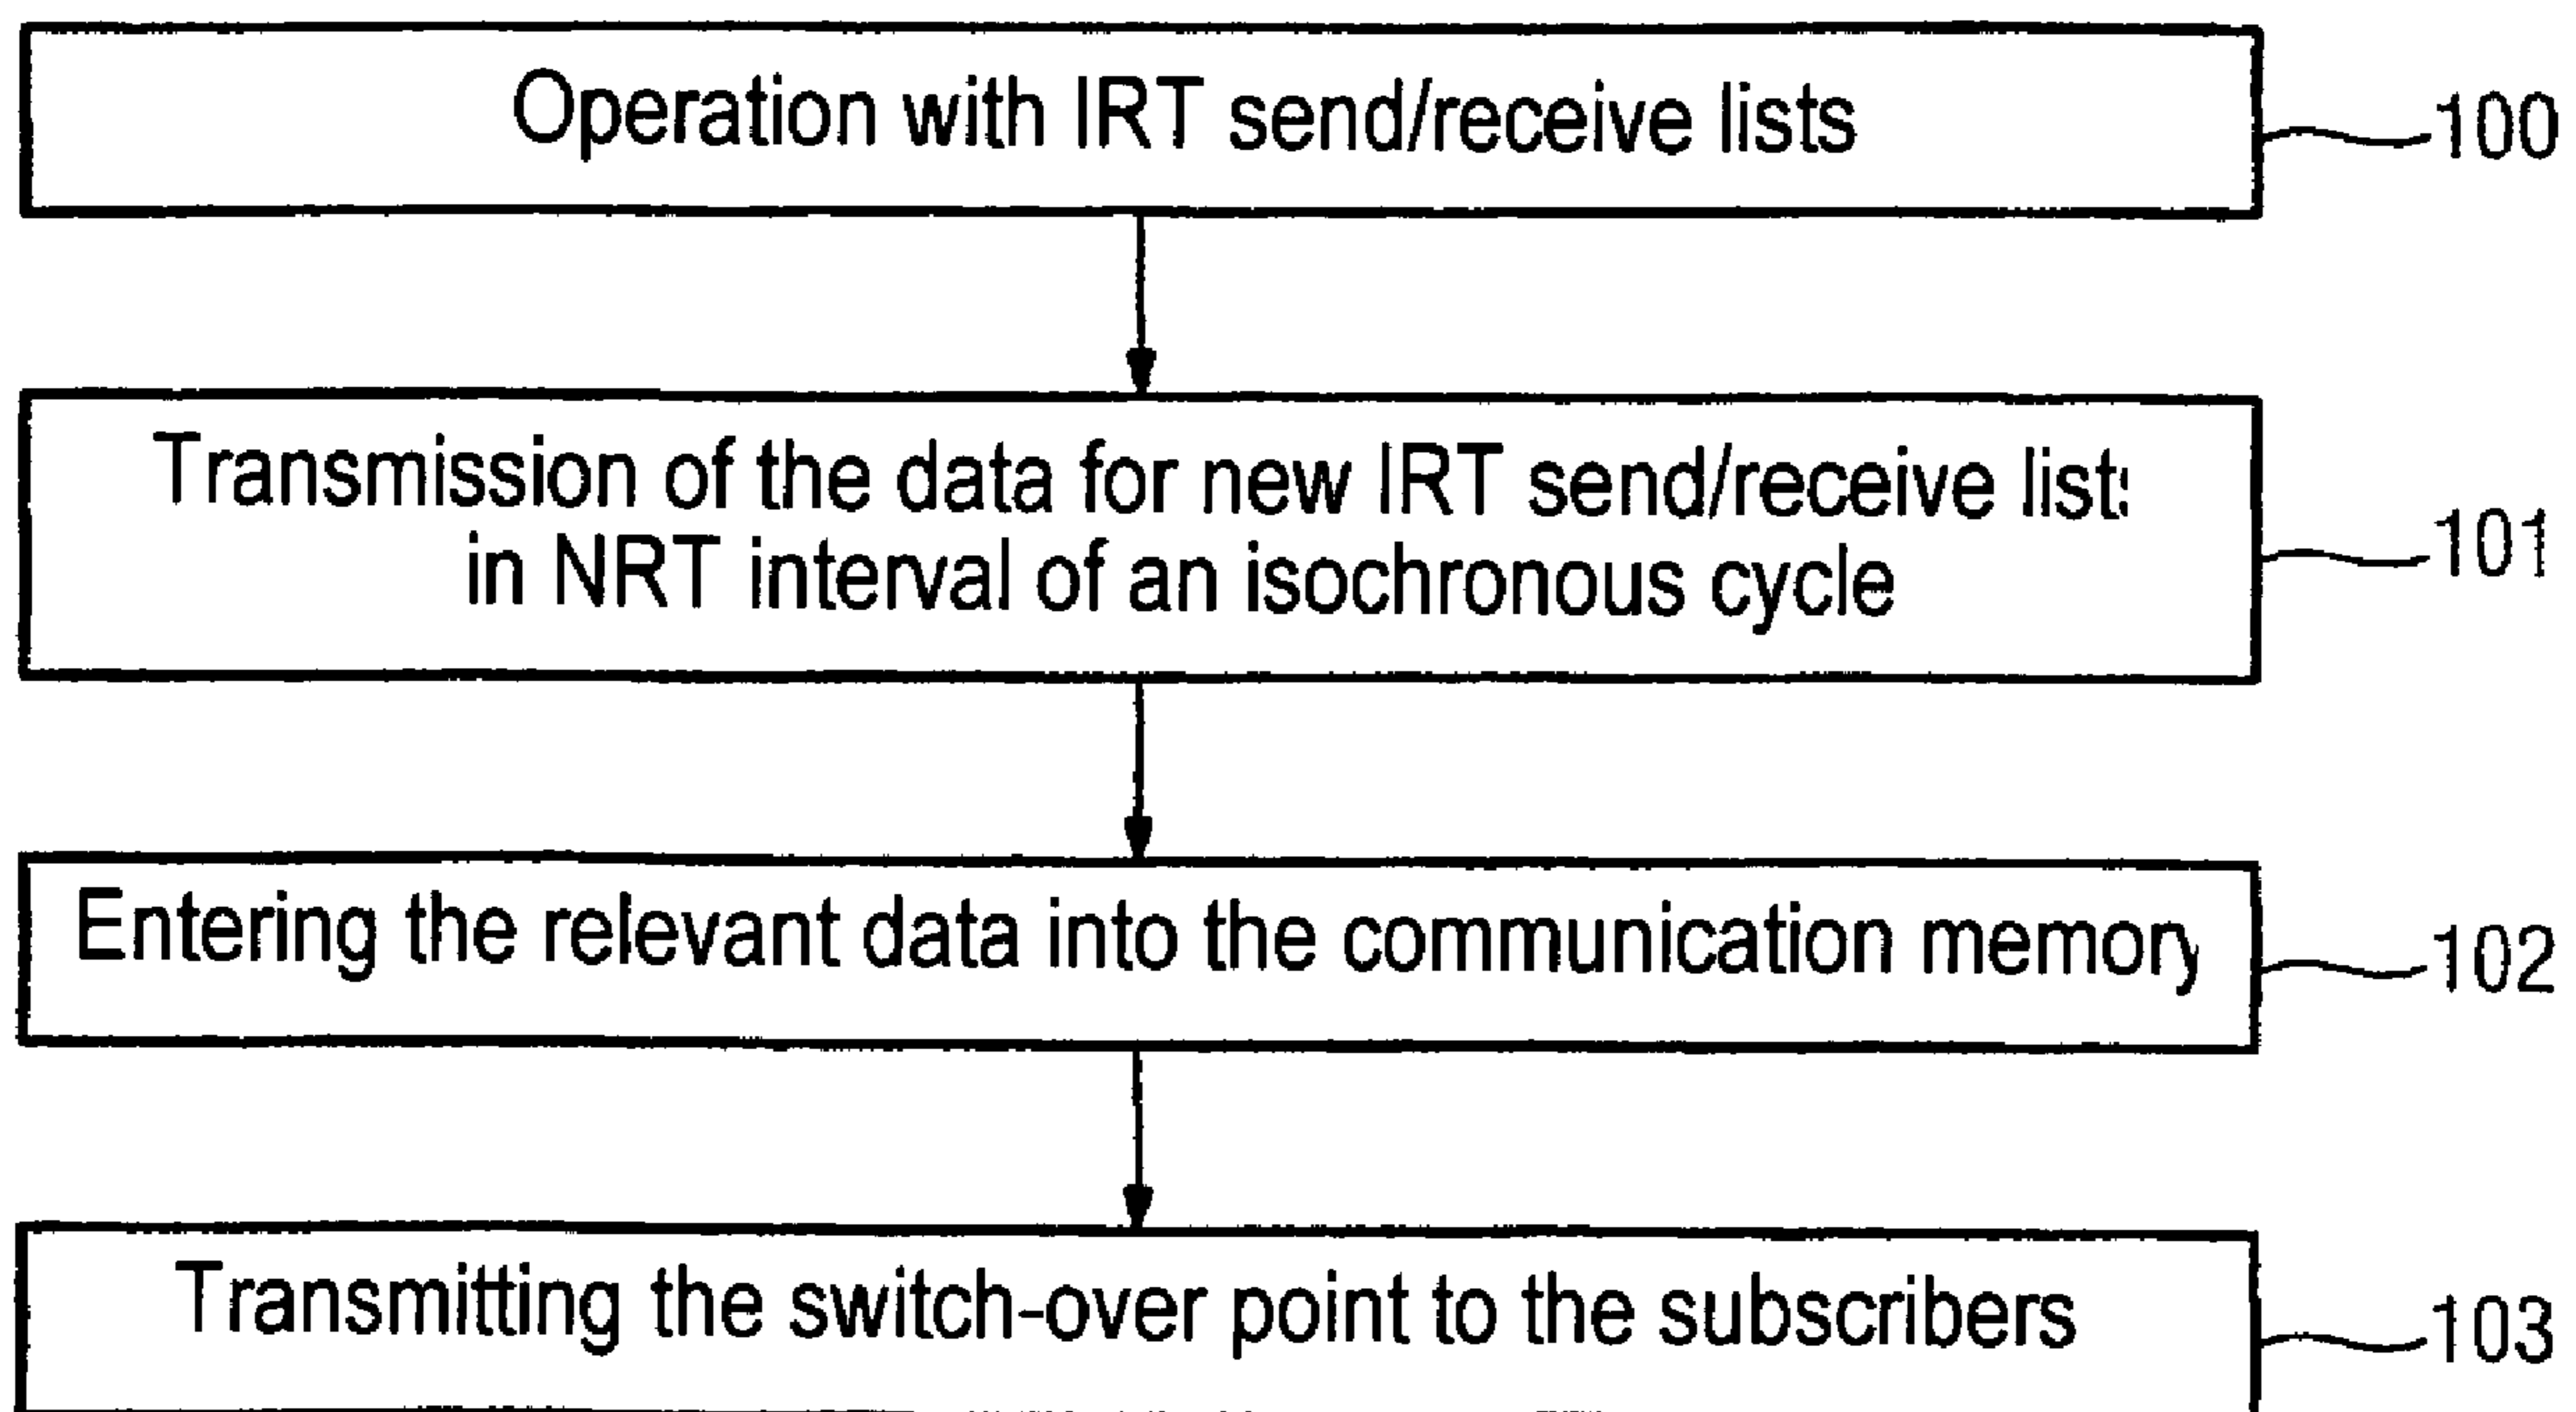 Operation with IRT send/receive lists
100
Transmission of the data for new IRT send/receive lists
in NRT interval of an isochronous cycle
101
Entering the relevant data into the communication memory
102
Transmitting the switch-over point to the subscribers
103